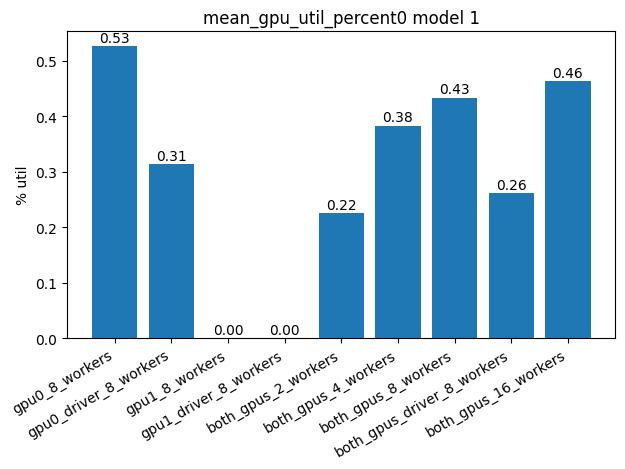 mean_gpu_util_percent0 model 1
% util
0.5
0.4
0.3
0.2
0.1
0.0
0.53
0.31
0.00
0.00
0.22
0.38
0.43
0.26
0.46
gpu0_8_workers
gpu0_driver_8_workers
gpu1_8_workers
gpu1_driver_8_workers
both_gpus_2_workers
both_gpus_4_workers
both_gpus_8_workers
both_gpus_driver_8_workers
both_gpus_16_workers